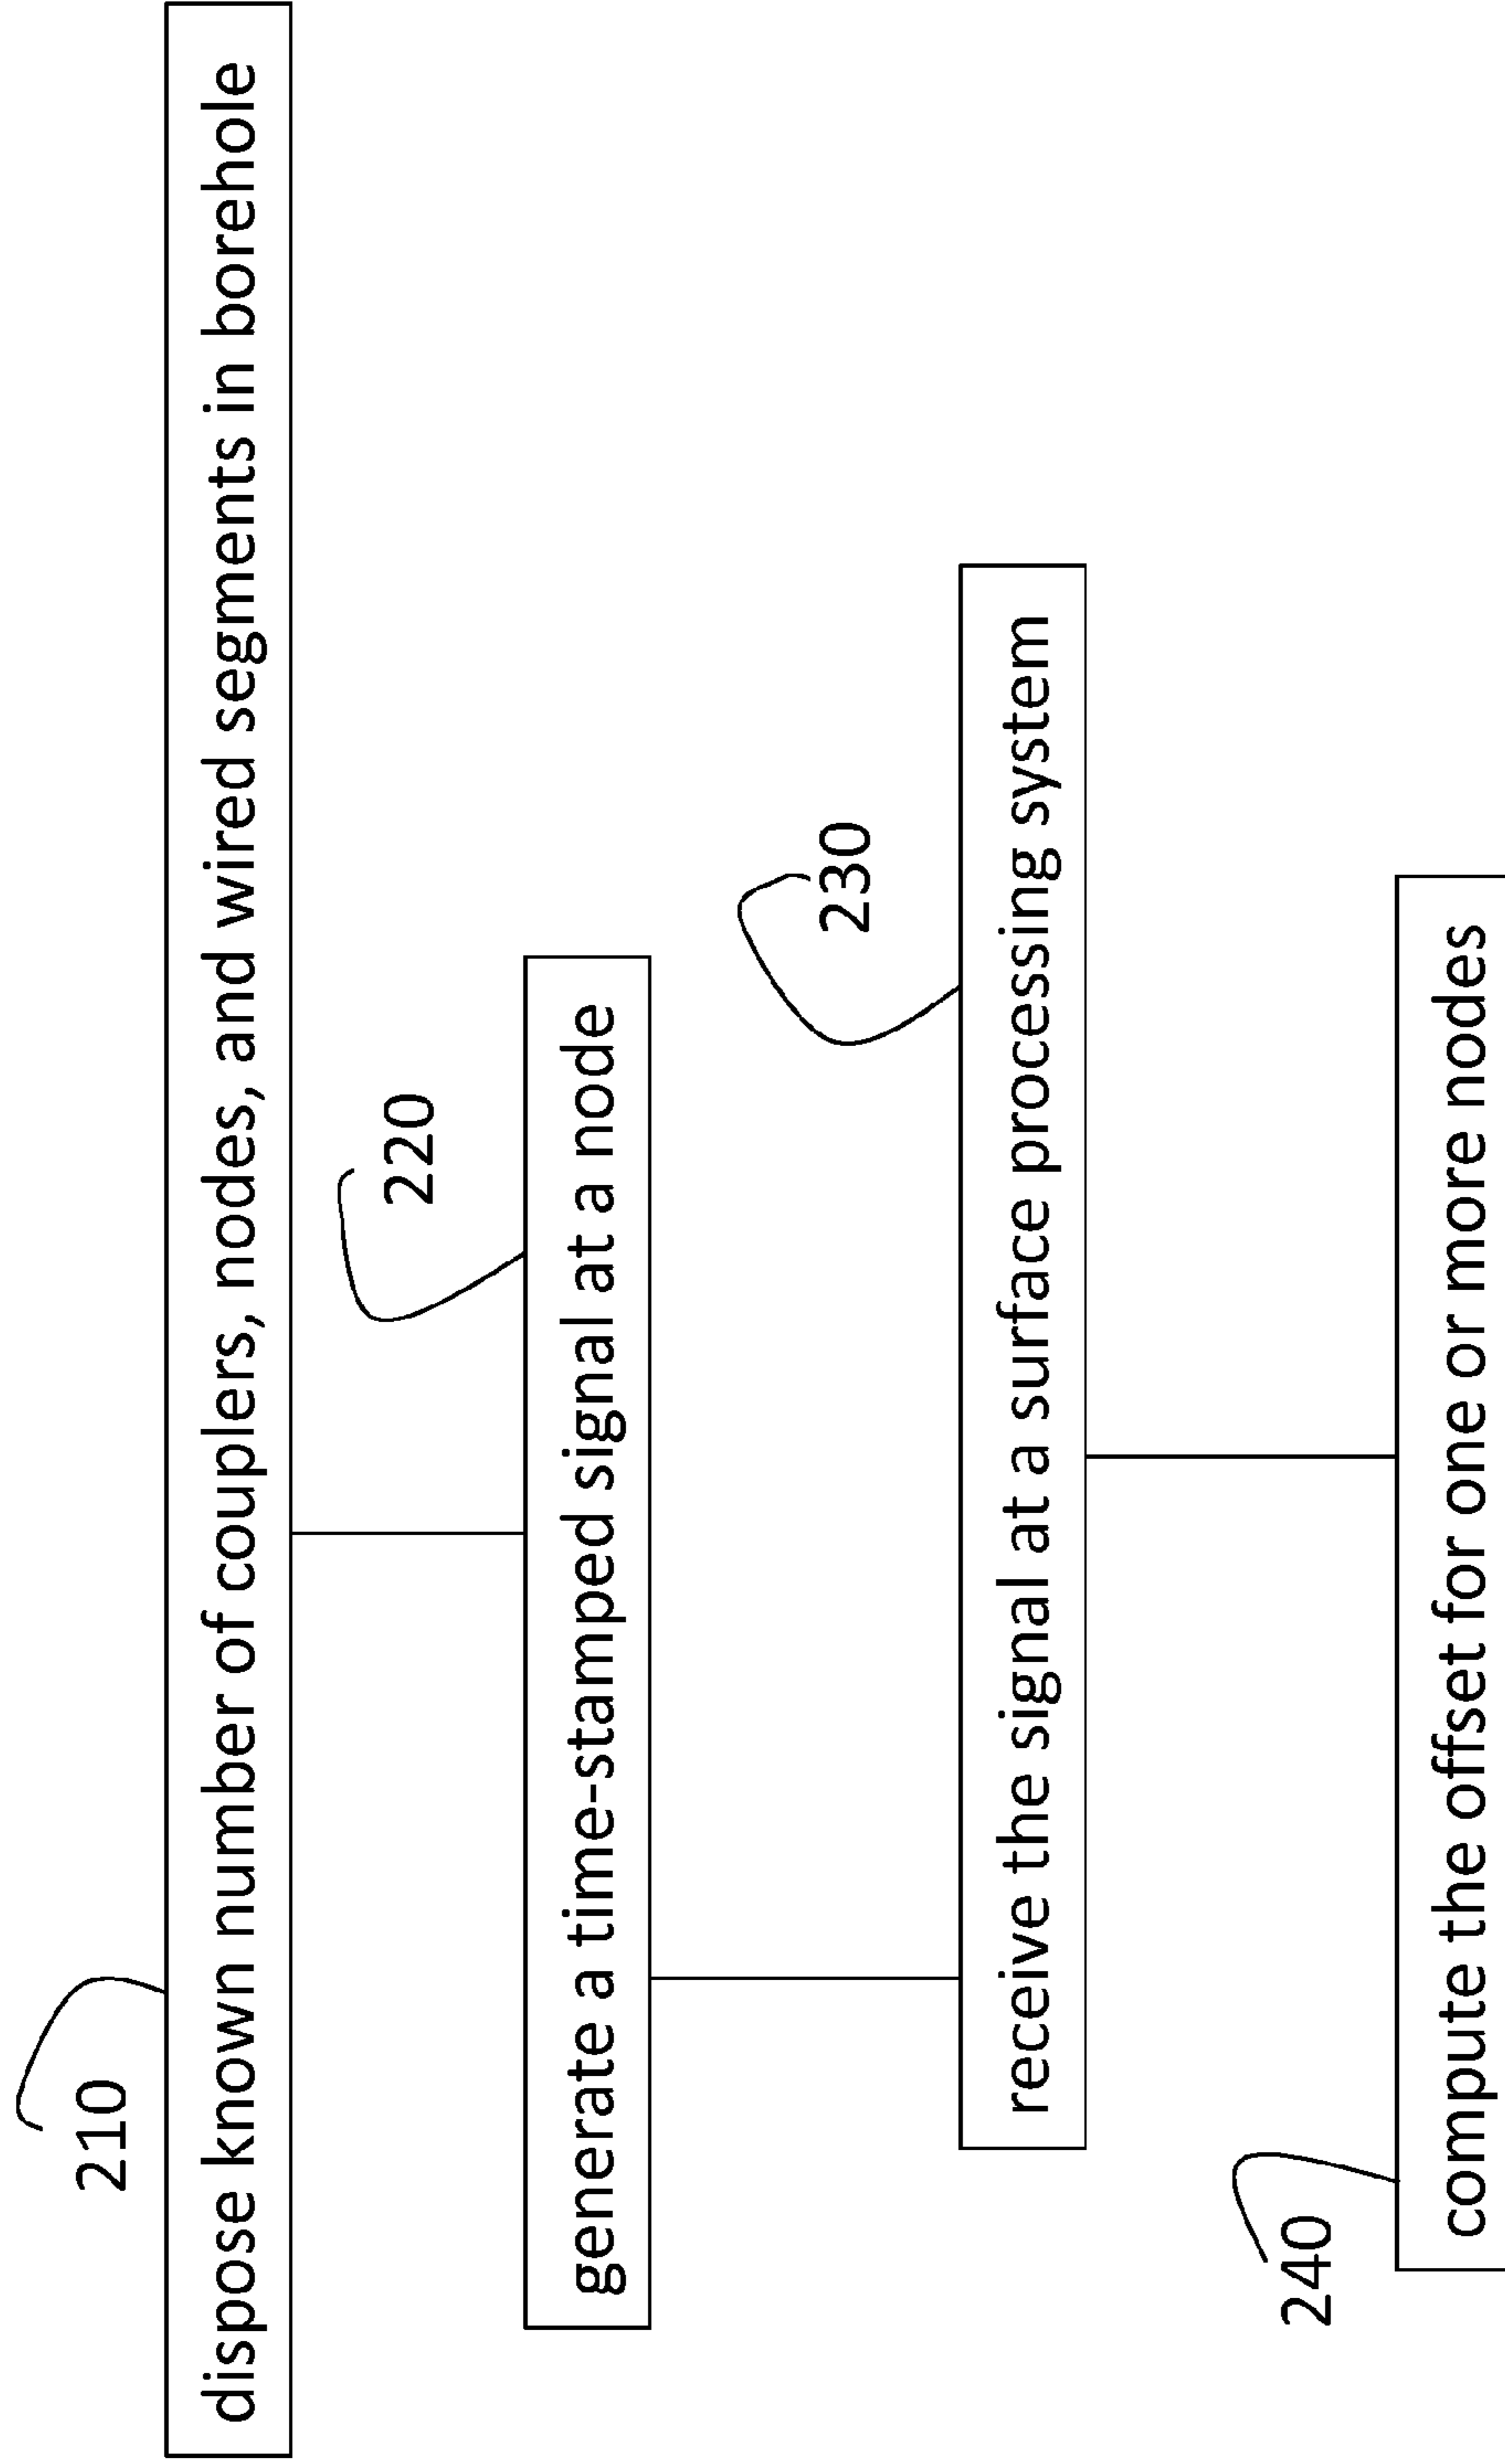 210
dispose known number of couplers, nodes, and wired segments in borehole
220
generate a time-stamped signal at a node
230
receive the signal at a surface processing system
240
compute the offset for one or more nodes